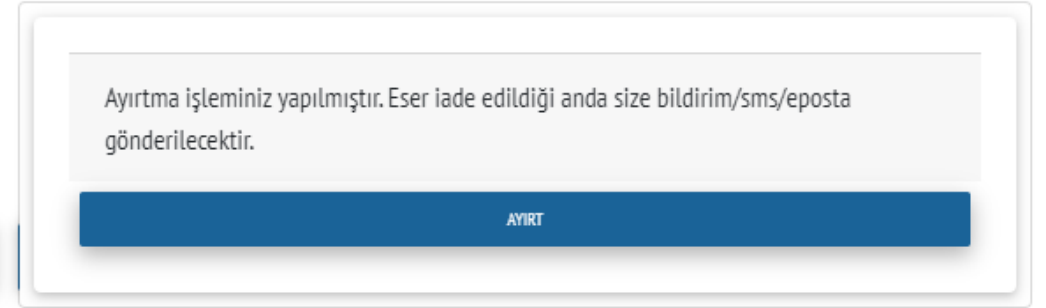 Ayırtma işleminiz yapılmıştır. Eser iade edildiği anda size bildirim/sms/eposta
gönderilecektir.
AYIRT